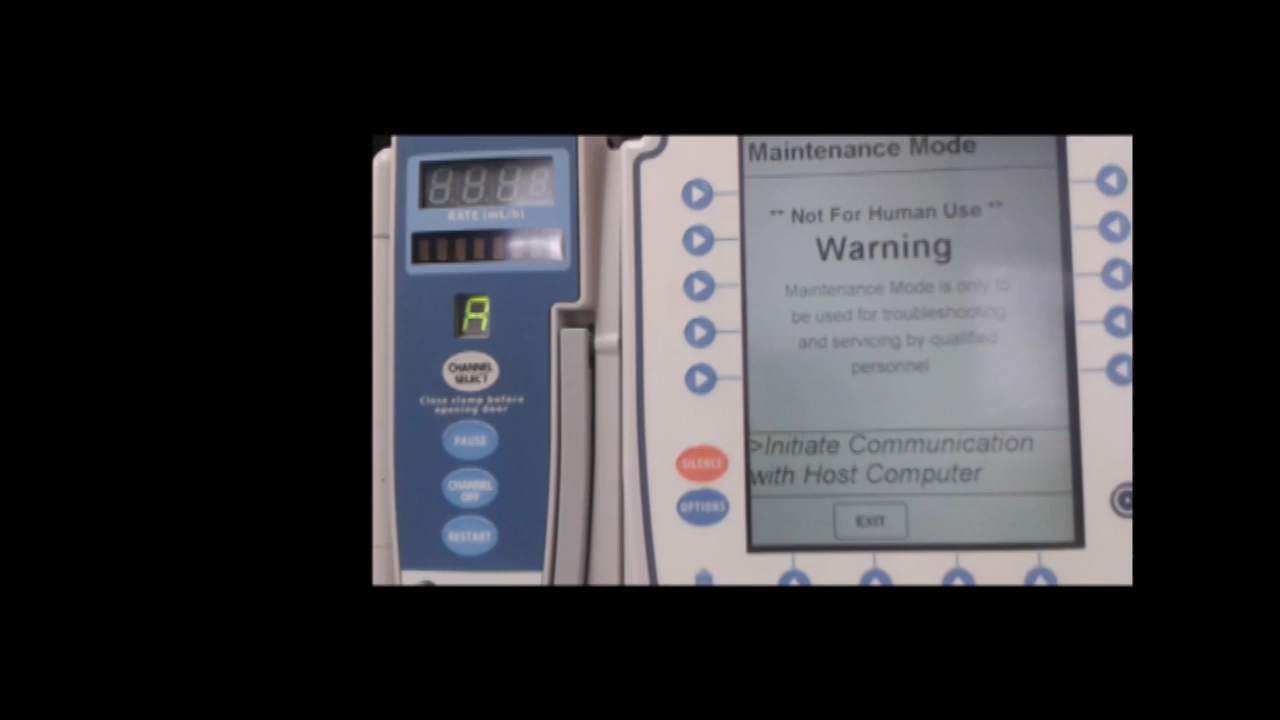 RATE (mL/h)
A
CHANNEL
SELECT
Close clamp before
opening door
PAUSE
CHANNEL
OFF
RESTART
Maintenance Mode
** Not For Human Use **
Warning
Maintenance Mode is only to
be used for troubleshooting
and servicing by qualified
personnel
>Initiate Communication
with Host Computer
EXIT
SILENCE
OPTIONS